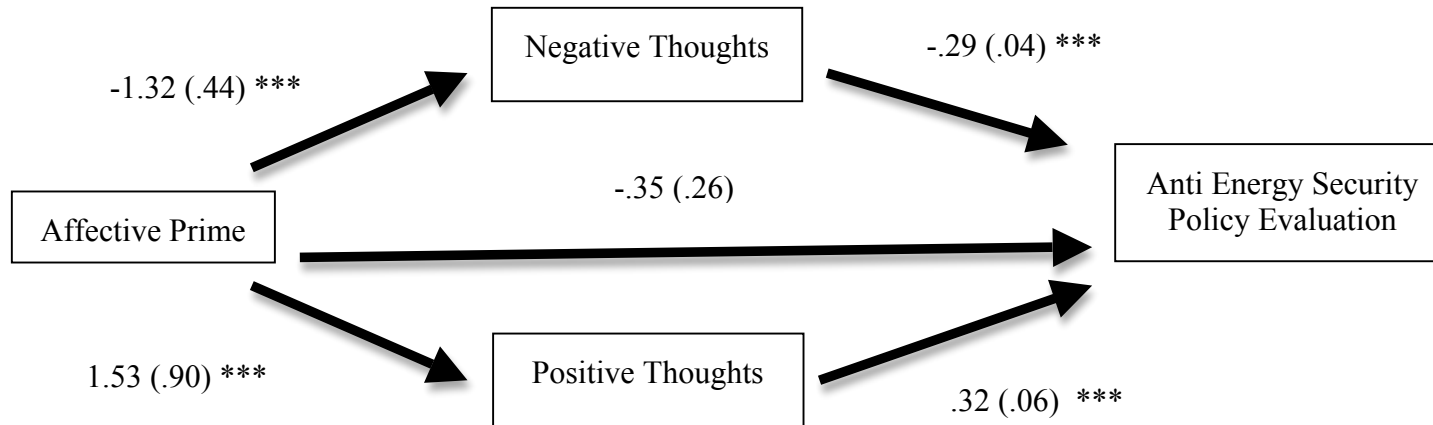 Negative Thoughts
-.29 (.04) ***
-1.32 (.44) ***
-.35 (.26)
Anti Energy Security
Policy Evaluation
Affective Prime
Positive Thoughts
1.53 (.90) ***
.32 (.06) ***